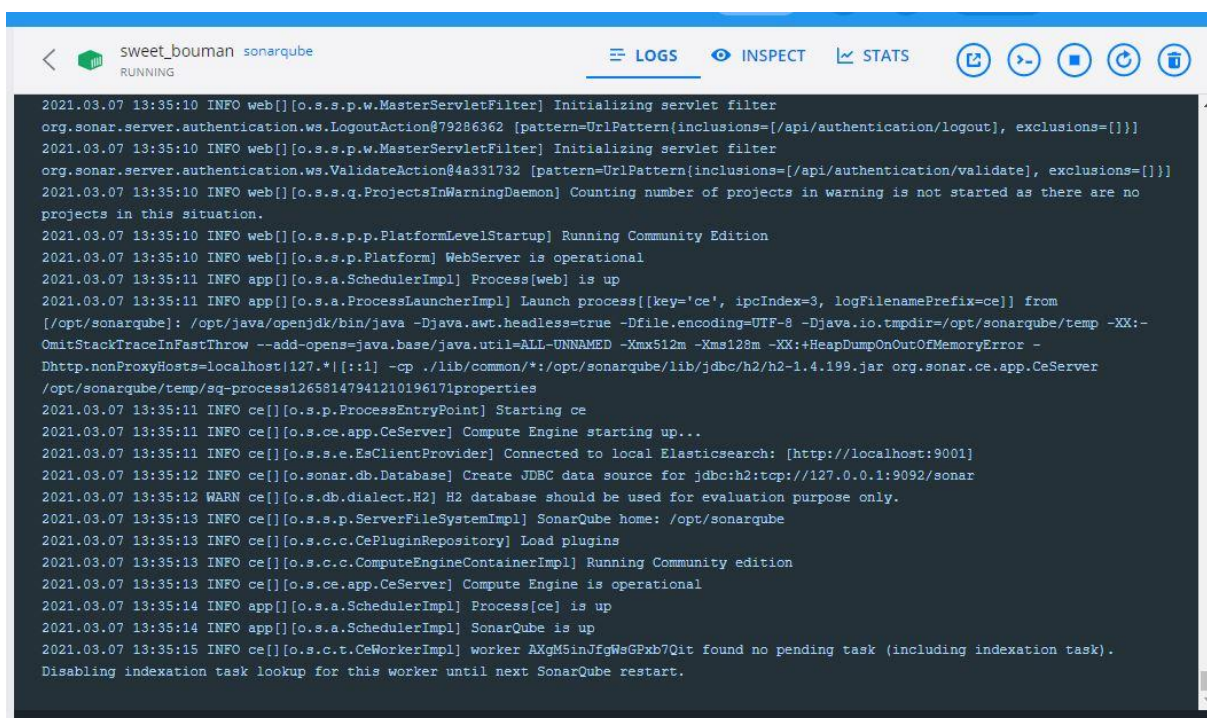 sweet_bouman sonarqube
RUNNING
LOGS
INSPECT
STATS
2021.03.07 13:35:10 INFO web[][o.s.s.p.w.MasterServletFilter] Initializing servlet filter
org.sonar.server.authentication.ws.LogoutAction@79286362 [pattern=UrlPattern{inclusions=[/api/authentication/logout], exclusions=[]}]
2021.03.07 13:35:10 INFO web[][o.s.s.p.w.MasterServletFilter] Initializing servlet filter
org.sonar.server.authentication.ws.ValidateAction@4a331732 [pattern=UrlPattern{inclusions=[/api/authentication/validate], exclusions=[]}]
2021.03.07 13:35:10 INFO web[][o.s.s.q.ProjectsInWarningDaemon] Counting number of projects in warning is not started as there are no
projects in this situation.
2021.03.07 13:35:10 INFO web[][o.s.s.p.p.PlatformLevelStartup] Running Community Edition
2021.03.07 13:35:10 INFO web[][o.s.s.p.Platform] WebServer is operational
2021.03.07 13:35:11 INFO app[][o.s.a.SchedulerImpl] Process[web] is up
2021.03.07 13:35:11 INFO app[][o.s.a.ProcessLauncherImpl] Launch process[[key='ce', ipcIndex=3, logFilenamePrefix=ce]] from
[/opt/sonarqube]: /opt/java/openjdk/bin/java -Djava.awt.headless=true -Dfile.encoding=UTF-8 -Djava.io.tmpdir=/opt/sonarqube/temp -XX:-
OmitStackTraceInFastThrow --add-opens=java.base/java.util=ALL-UNNAMED -Xmx512m -Xms128m -XX:+HeapDumpOnOutOfMemoryError -
Dhttp.nonProxyHosts=localhost|127.*|[::1] -cp ./lib/common/*:/opt/sonarqube/lib/jdbc/h2/h2-1.4.199.jar org.sonar.ce.app.CeServer
/opt/sonarqube/temp/sq-process12658147941210196171properties
2021.03.07 13:35:11 INFO ce[][o.s.p.ProcessEntryPoint] Starting ce
2021.03.07 13:35:11 INFO ce[][o.s.ce.app.CeServer] Compute Engine starting up...
2021.03.07 13:35:11 INFO ce[][o.s.s.e.EsClientProvider] Connected to local Elasticsearch: [http://localhost:9001]
2021.03.07 13:35:12 INFO ce[][o.sonar.db.Database] Create JDBC data source for jdbc:h2:tcp://127.0.0.1:9092/sonar
2021.03.07 13:35:12 WARN ce[][o.s.db.dialect.H2] H2 database should be used for evaluation purpose only.
2021.03.07 13:35:13 INFO ce[][o.s.s.p.ServerFileSystemImpl] SonarQube home: /opt/sonarqube
2021.03.07 13:35:13 INFO ce[][o.s.c.c.CePluginRepository] Load plugins
2021.03.07 13:35:13 INFO ce[][o.s.c.c.ComputeEngineContainerImpl] Running Community edition
2021.03.07 13:35:13 INFO ce[][o.s.ce.app.CeServer] Compute Engine is operational
2021.03.07 13:35:14 INFO app[][o.s.a.SchedulerImpl] Process[ce] is up
2021.03.07 13:35:14 INFO app[][o.s.a.SchedulerImpl] SonarQube is up
2021.03.07 13:35:15 INFO ce[][o.s.c.t.CeWorkerImpl] worker AXgM5inJfgWsGPxb7Qit found no pending task (including indexation task).
Disabling indexation task lookup for this worker until next SonarQube restart.